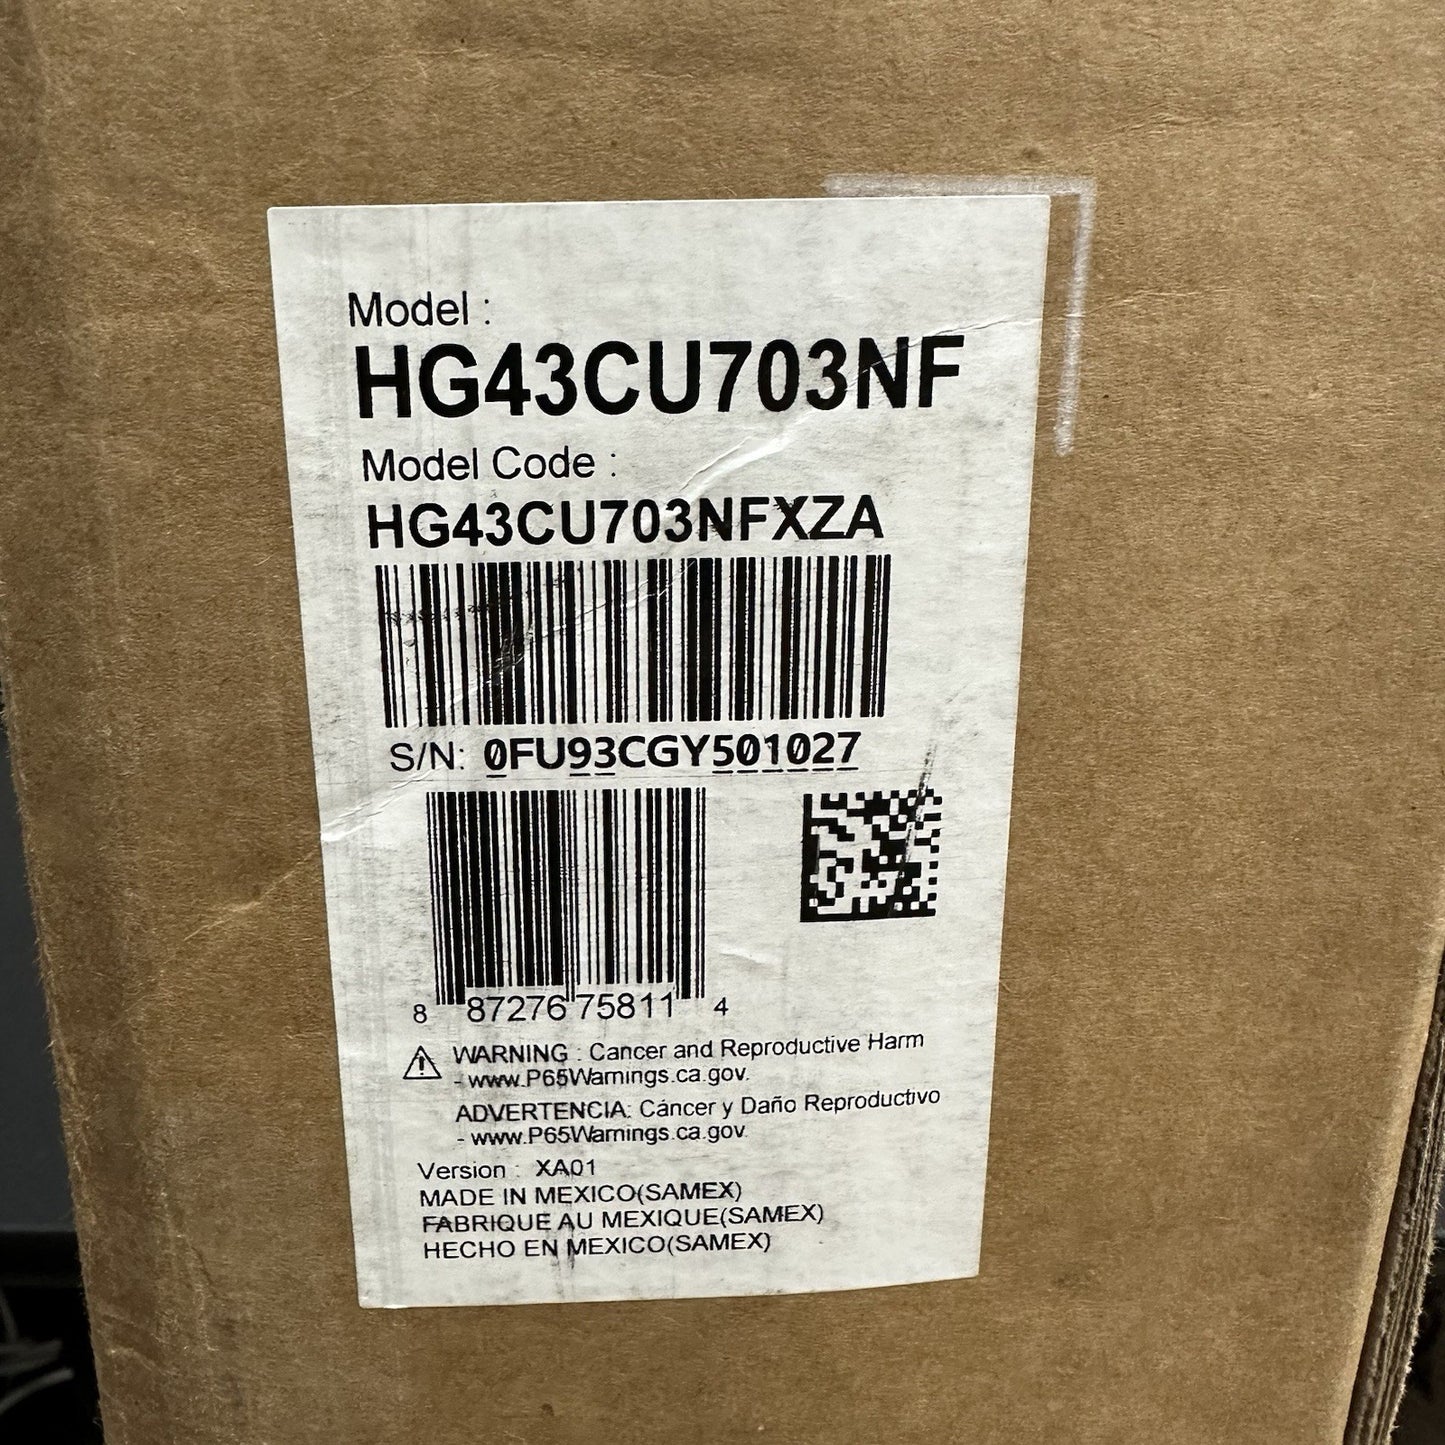 Model :
HG43CU703NF
Model Code :
HG43CU703NFXZA
S/N: 0FU93CGY501027
8 87276 75811 4
WARNING : Cancer and Reproductive Harm
- www.P65Warnings.ca.gov.
ADVERTENCIA: Cáncer y Daño Reproductivo
- www.P65Warnings.ca.gov.
Version : XA01
MADE IN MEXICO(SAMEX)
FABRIQUE AU MEXIQUE(SAMEX)
HECHO EN MEXICO(SAMEX)